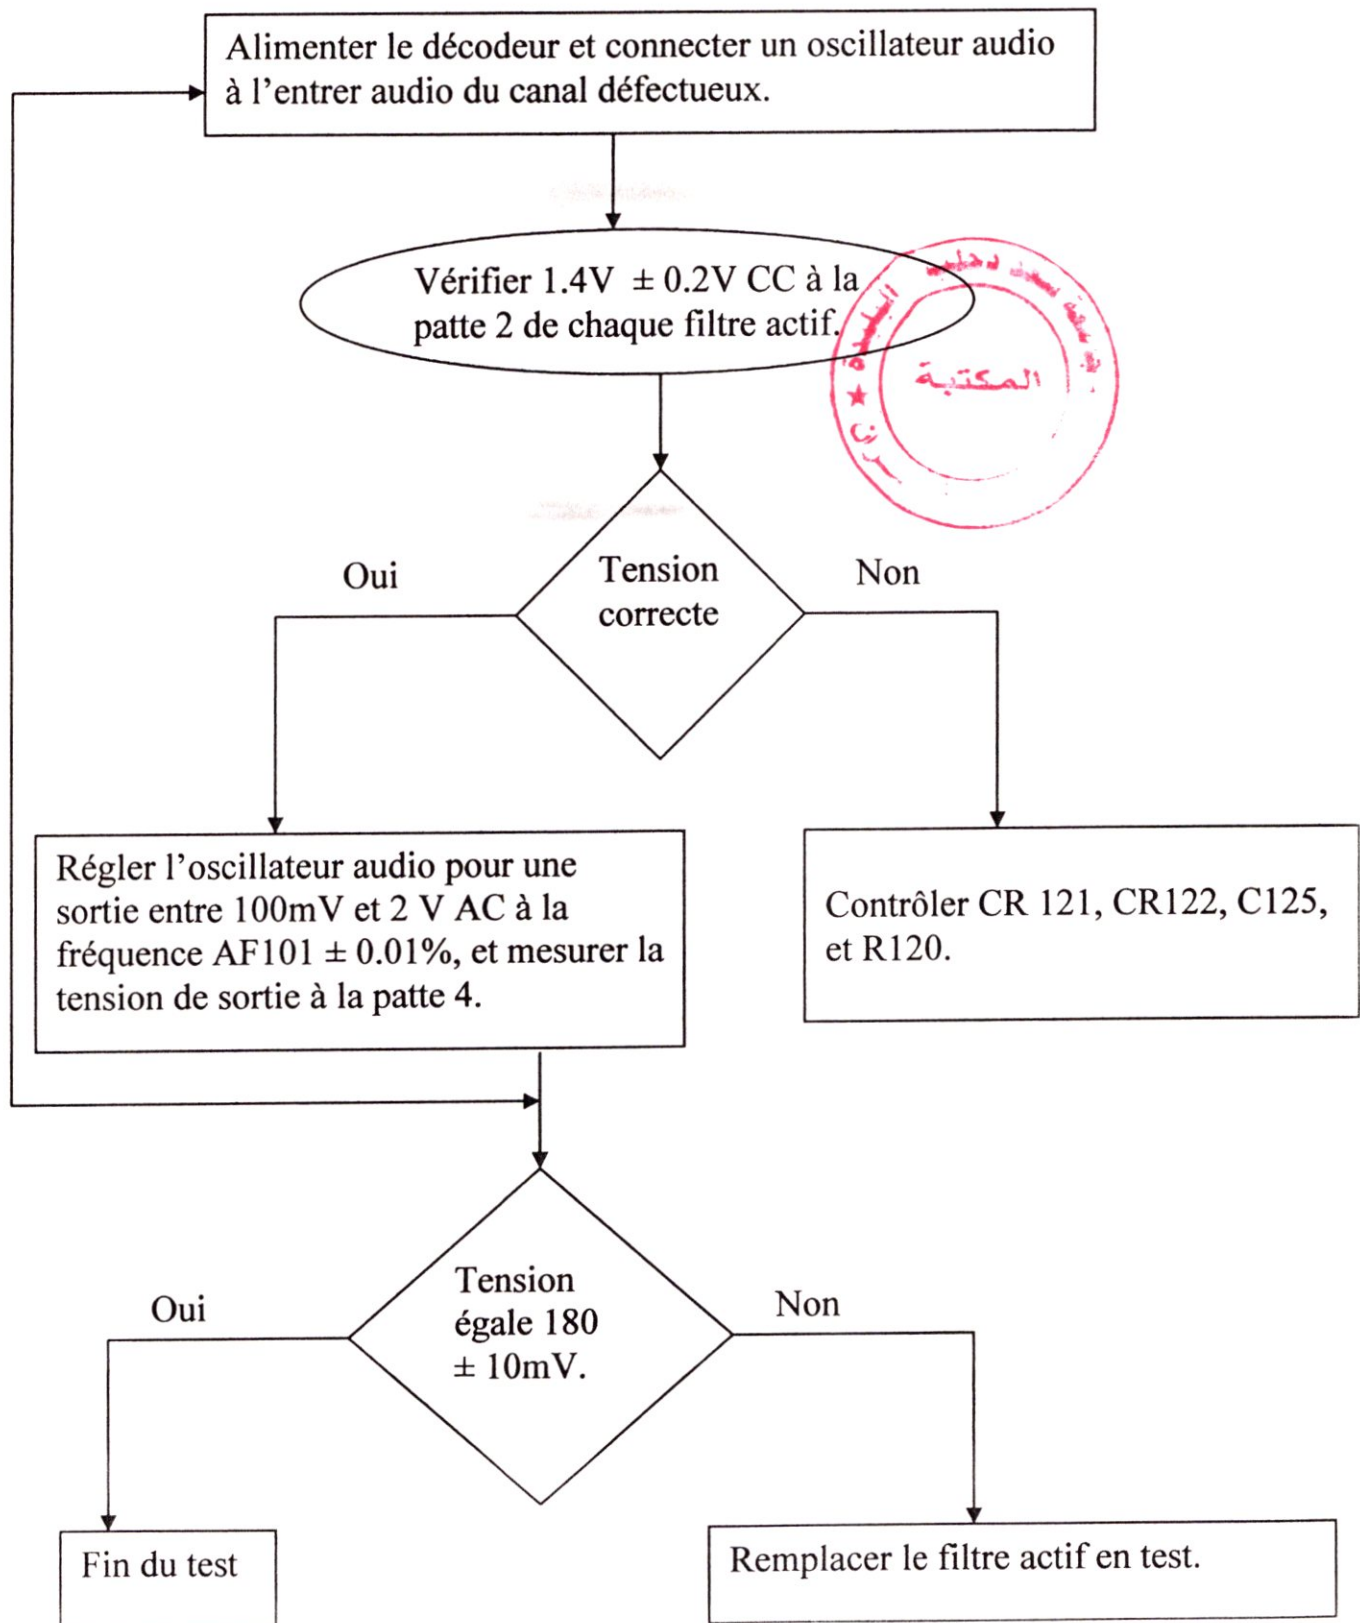 Alimenter le décodeur et connecter un oscillateur audio
à l'entrer audio du canal défectueux.
Vérifier 1.4V ± 0.2V CC à la
patte 2 de chaque filtre actif.
المكتبة
Tension
correcte
Oui
Non
Régler l'oscillateur audio pour une
sortie entre 100mV et 2 V AC à la
fréquence AF101 ± 0.01%, et mesurer la
tension de sortie à la patte 4.
Contrôler CR 121, CR122, C125,
et R120.
Tension
égale 180
± 10mV.
Oui
Non
Fin du test
Remplacer le filtre actif en test.